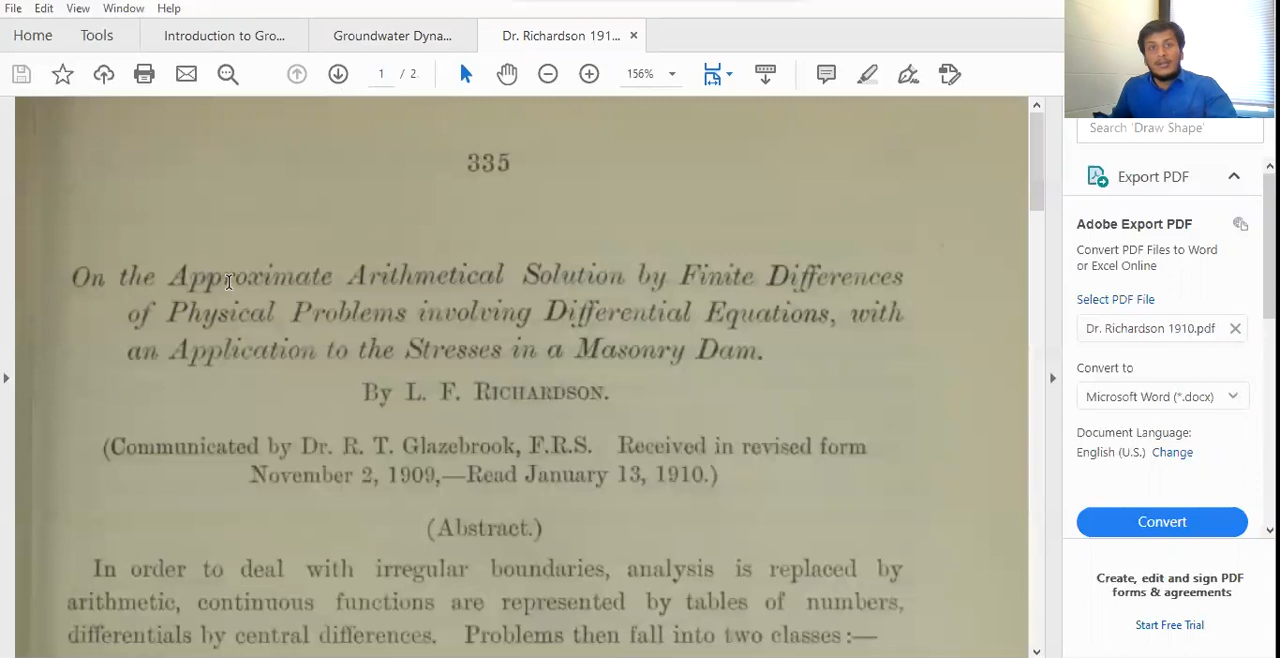 File Edit View Window Help
Home Tools Introduction to Gro... Groundwater Dyna... Dr. Richardson 191... ×
1 / 2 156%
335
On the Approximate Arithmetical Solution by Finite Differences
of Physical Problems involving Differential Equations, with
an Application to the Stresses in a Masonry Dam.
By L. F. RICHARDSON.
(Communicated by Dr. R. T. Glazebrook, F.R.S. Received in revised form
November 2, 1909,—Read January 13, 1910.)
(Abstract.)
In order to deal with irregular boundaries, analysis is replaced by
arithmetic, continuous functions are represented by tables of numbers,
differentials by central differences. Problems then fall into two classes :—
Search 'Draw Shape'
Export PDF
Adobe Export PDF
Convert PDF Files to Word
or Excel Online
Select PDF File
Dr. Richardson 1910.pdf ×
Convert to
Microsoft Word (*.docx)
Document Language:
English (U.S.) Change
Convert
Create, edit and sign PDF
forms & agreements
Start Free Trial